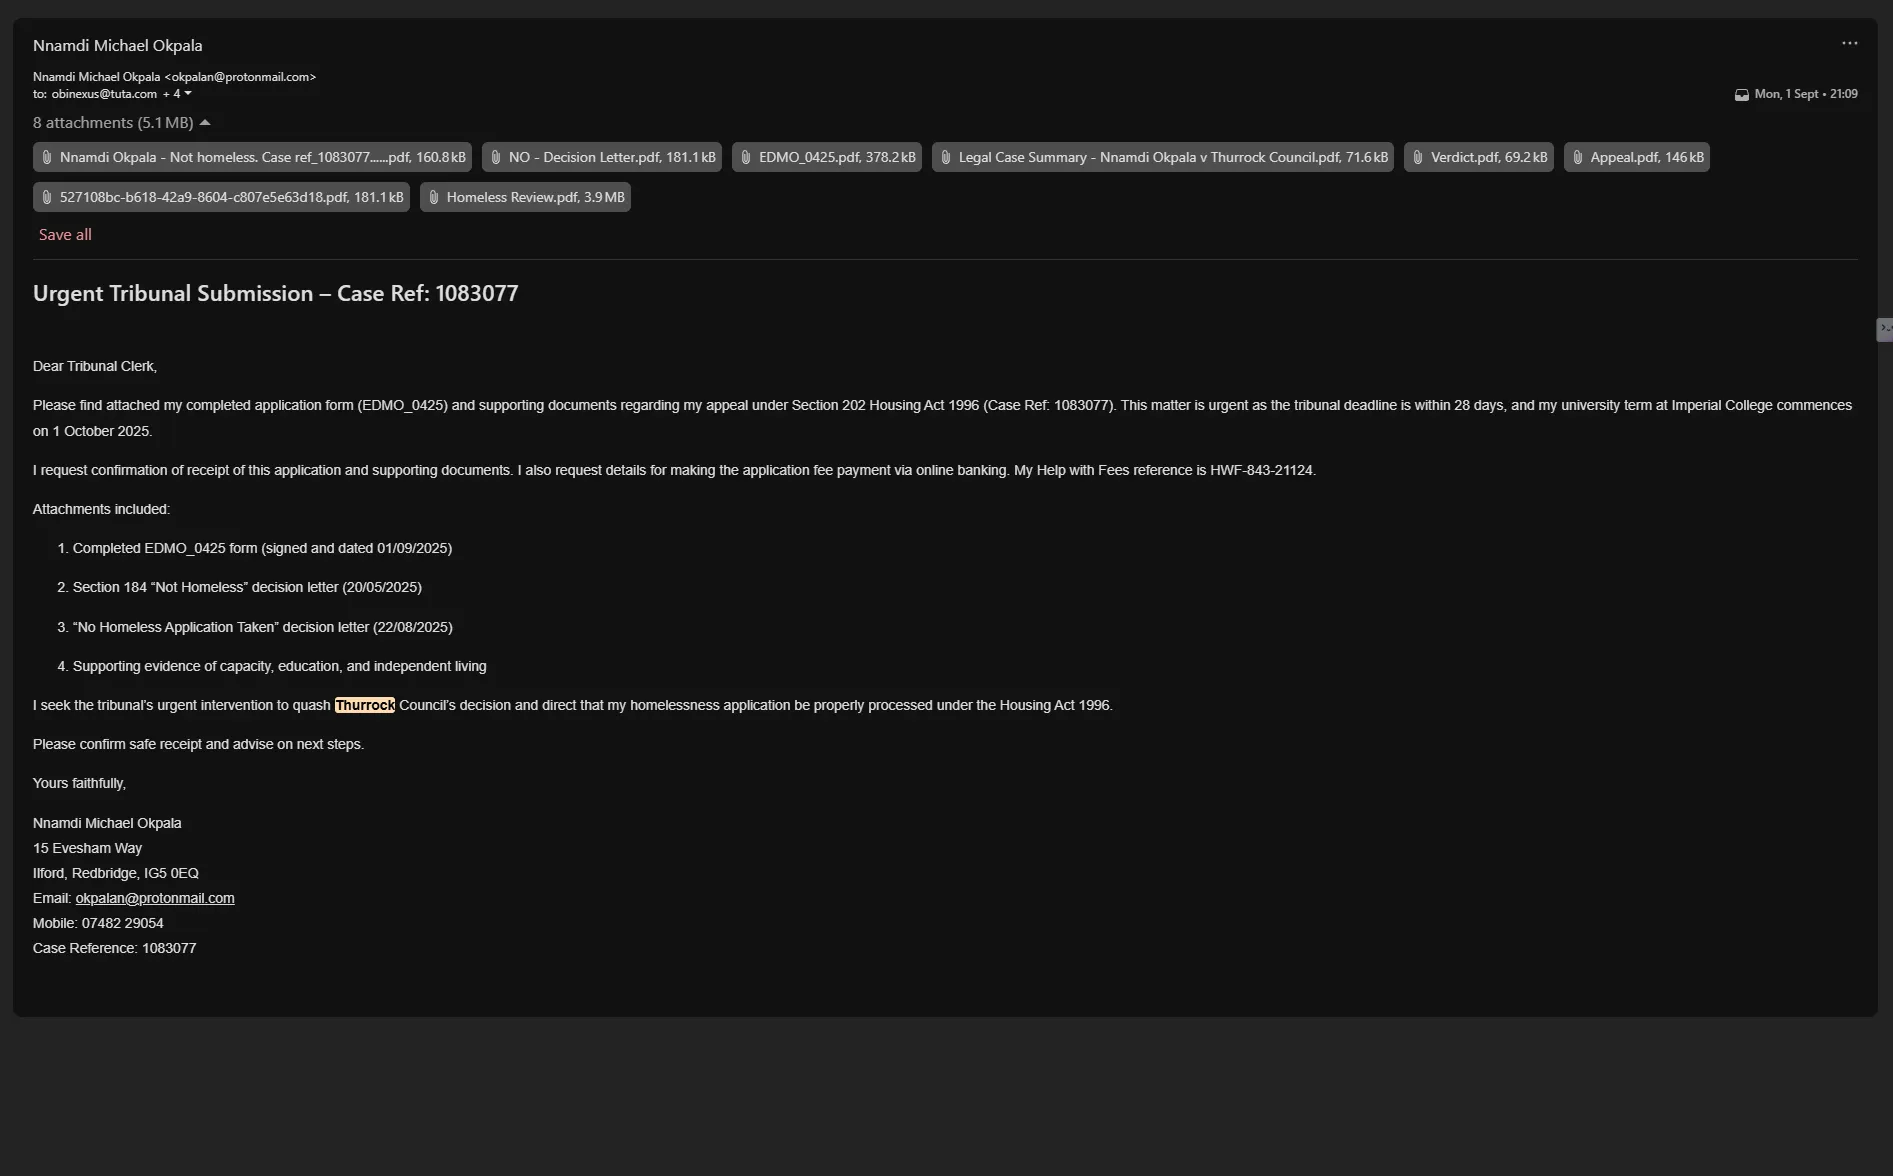 Nnamdi Michael Okpala
Nnamdi Michael Okpala <okpalan@protonmail.com>
to: obinexus@tuta.com + 4
Mon, 1 Sept • 21:09
8 attachments (5.1 MB)
Nnamdi Okpala - Not homeless. Case ref_1083077......pdf, 160.8 kB
NO - Decision Letter.pdf, 181.1 kB
EDMO_0425.pdf, 378.2 kB
Legal Case Summary - Nnamdi Okpala v Thurrock Council.pdf, 71.6 kB
Verdict.pdf, 69.2 kB
Appeal.pdf, 146 kB
527108bc-b618-42a9-8604-c807e5e63d18.pdf, 181.1 kB
Homeless Review.pdf, 3.9 MB
Save all
Urgent Tribunal Submission – Case Ref: 1083077
Dear Tribunal Clerk,
Please find attached my completed application form (EDMO_0425) and supporting documents regarding my appeal under Section 202 Housing Act 1996 (Case Ref: 1083077). This matter is urgent as the tribunal deadline is within 28 days, and my university term at Imperial College commences
on 1 October 2025.
I request confirmation of receipt of this application and supporting documents. I also request details for making the application fee payment via online banking. My Help with Fees reference is HWF-843-21124.
Attachments included:
1. Completed EDMO_0425 form (signed and dated 01/09/2025)
2. Section 184 “Not Homeless” decision letter (20/05/2025)
3. “No Homeless Application Taken” decision letter (22/08/2025)
4. Supporting evidence of capacity, education, and independent living
I seek the tribunal’s urgent intervention to quash Thurrock Council’s decision and direct that my homelessness application be properly processed under the Housing Act 1996.
Please confirm safe receipt and advise on next steps.
Yours faithfully,
Nnamdi Michael Okpala
15 Evesham Way
Ilford, Redbridge, IG5 0EQ
Email: okpalan@protonmail.com
Mobile: 07482 29054
Case Reference: 1083077